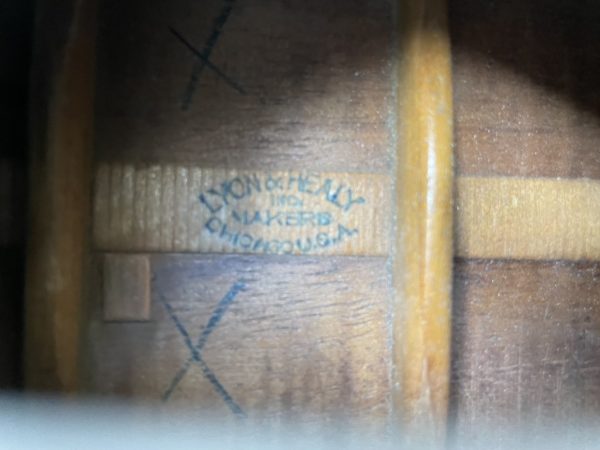 LYON & HEALY
INC.
MAKERS
CHICAGO U.S.A.